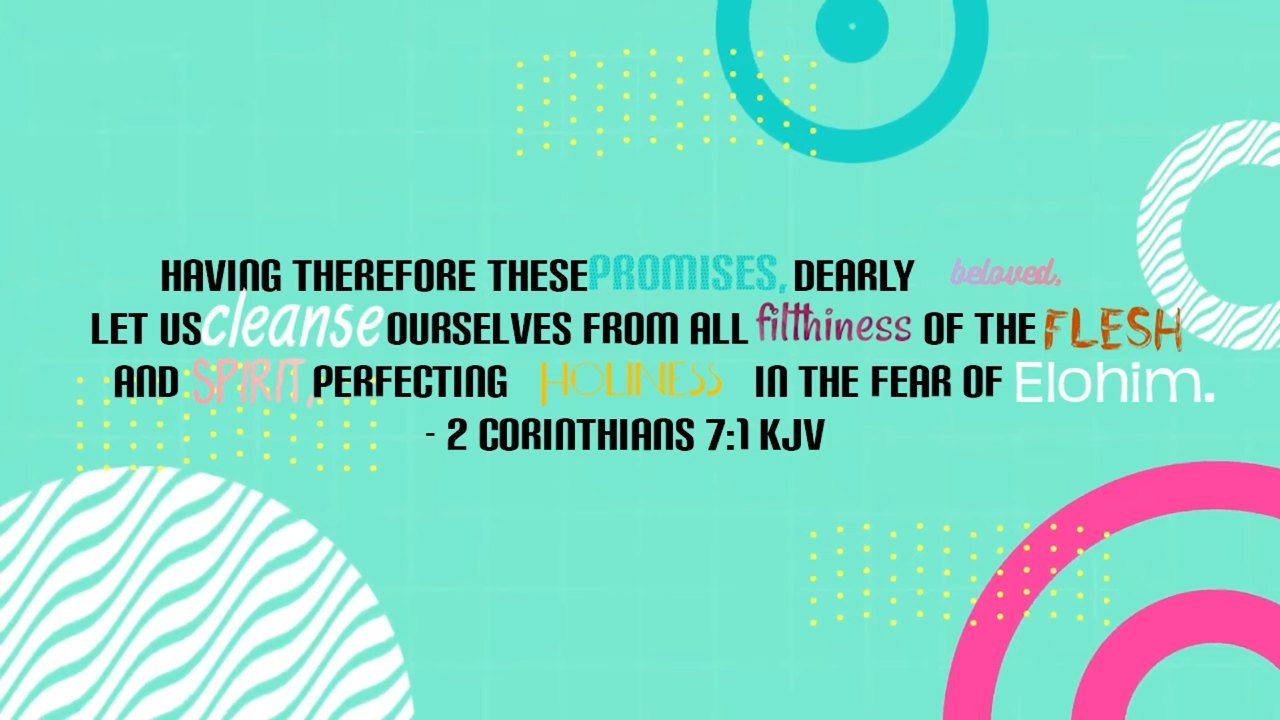 HAVING THEREFORE THESE PROMISES, DEARLY beloved,
LET US cleanse OURSELVES FROM ALL filthiness OF THE FLESH
AND SPIRIT, PERFECTING HOLINESS IN THE FEAR OF Elohim.
- 2 CORINTHIANS 7:1 KJV